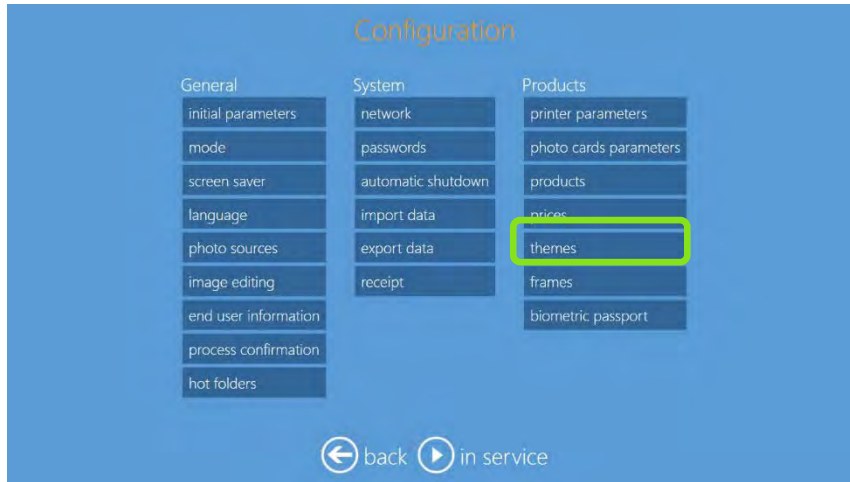 Configuration
General
initial parameters
mode
screen saver
language
photo sources
image editing
end user information
process confirmation
hot folders
System
network
passwords
automatic shutdown
import data
export data
receipt
Products
printer parameters
photo cards parameters
products
prices
themes
frames
biometric passport
back
in service